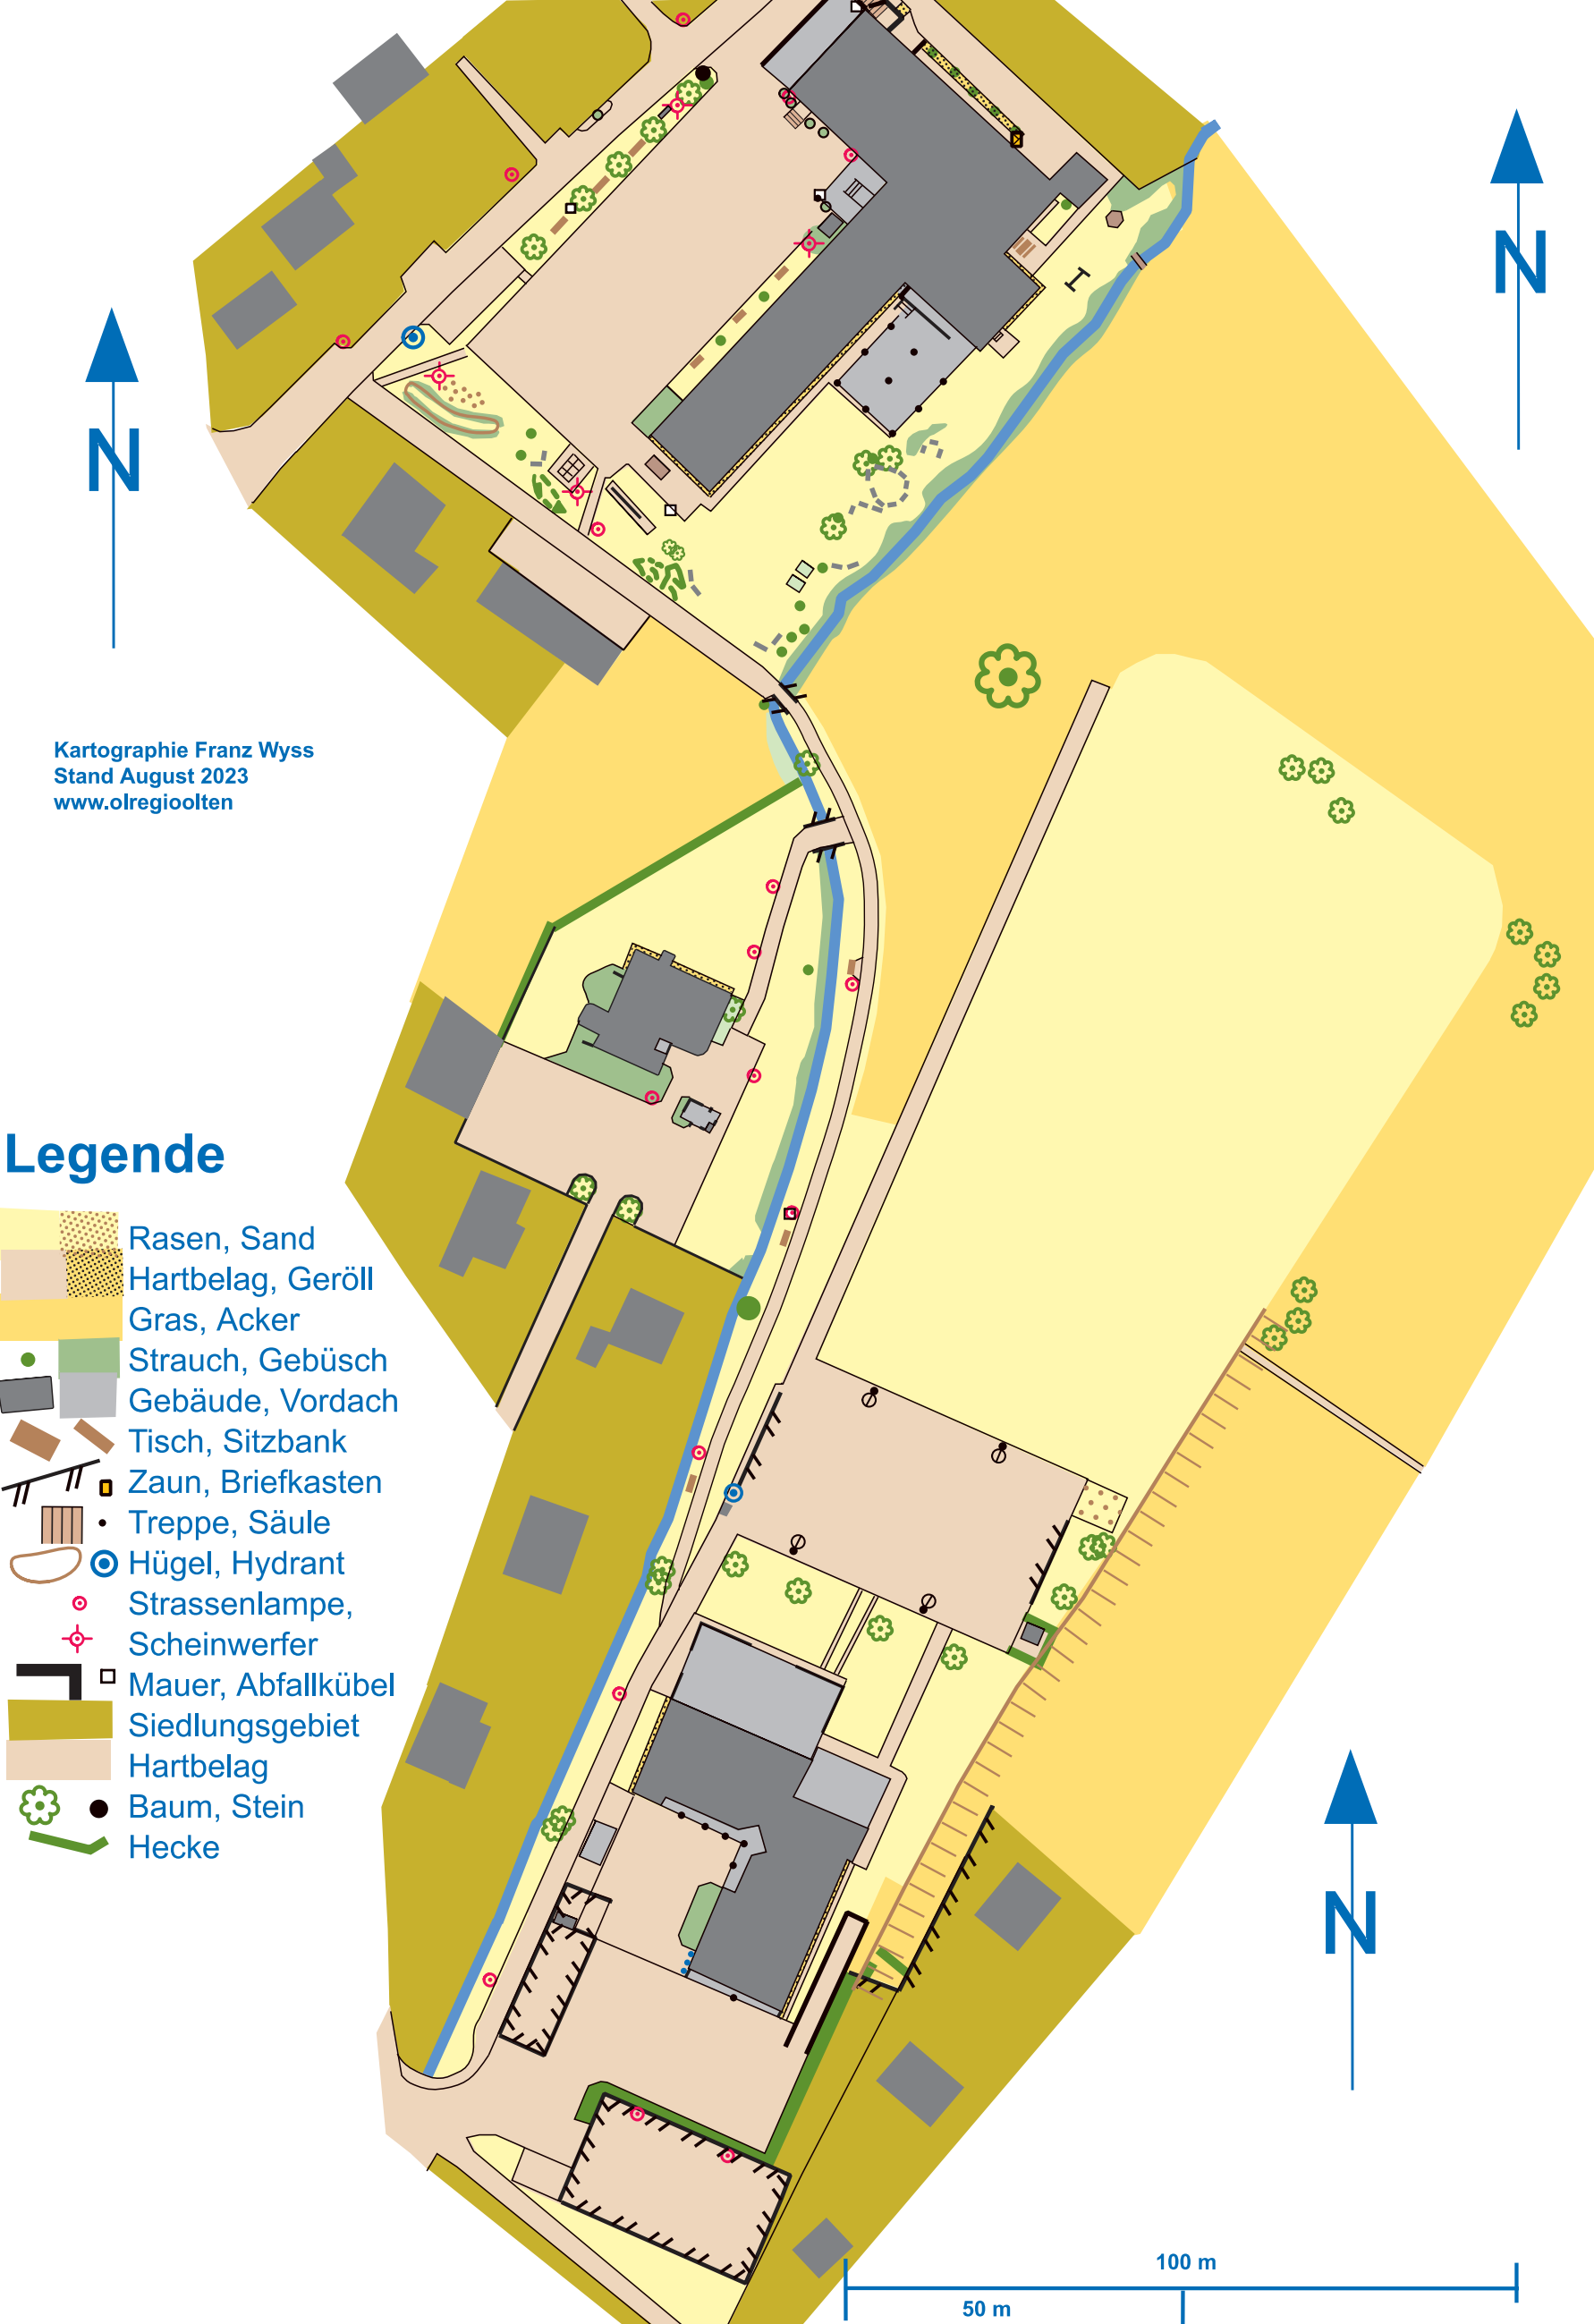 N
N
Kartographie Franz Wyss
Stand August 2023
www.olregioolten
Legende
Rasen, Sand
Hartbelag, Geröll
Gras, Acker
Strauch, Gebüsch
Gebäude, Vordach
Tisch, Sitzbank
Zaun, Briefkasten
Treppe, Säule
Hügel, Hydrant
Strassenlampe,
Scheinwerfer
Mauer, Abfallkübel
Siedlungsgebiet
Hartbelag
Baum, Stein
Hecke
N
100 m
50 m